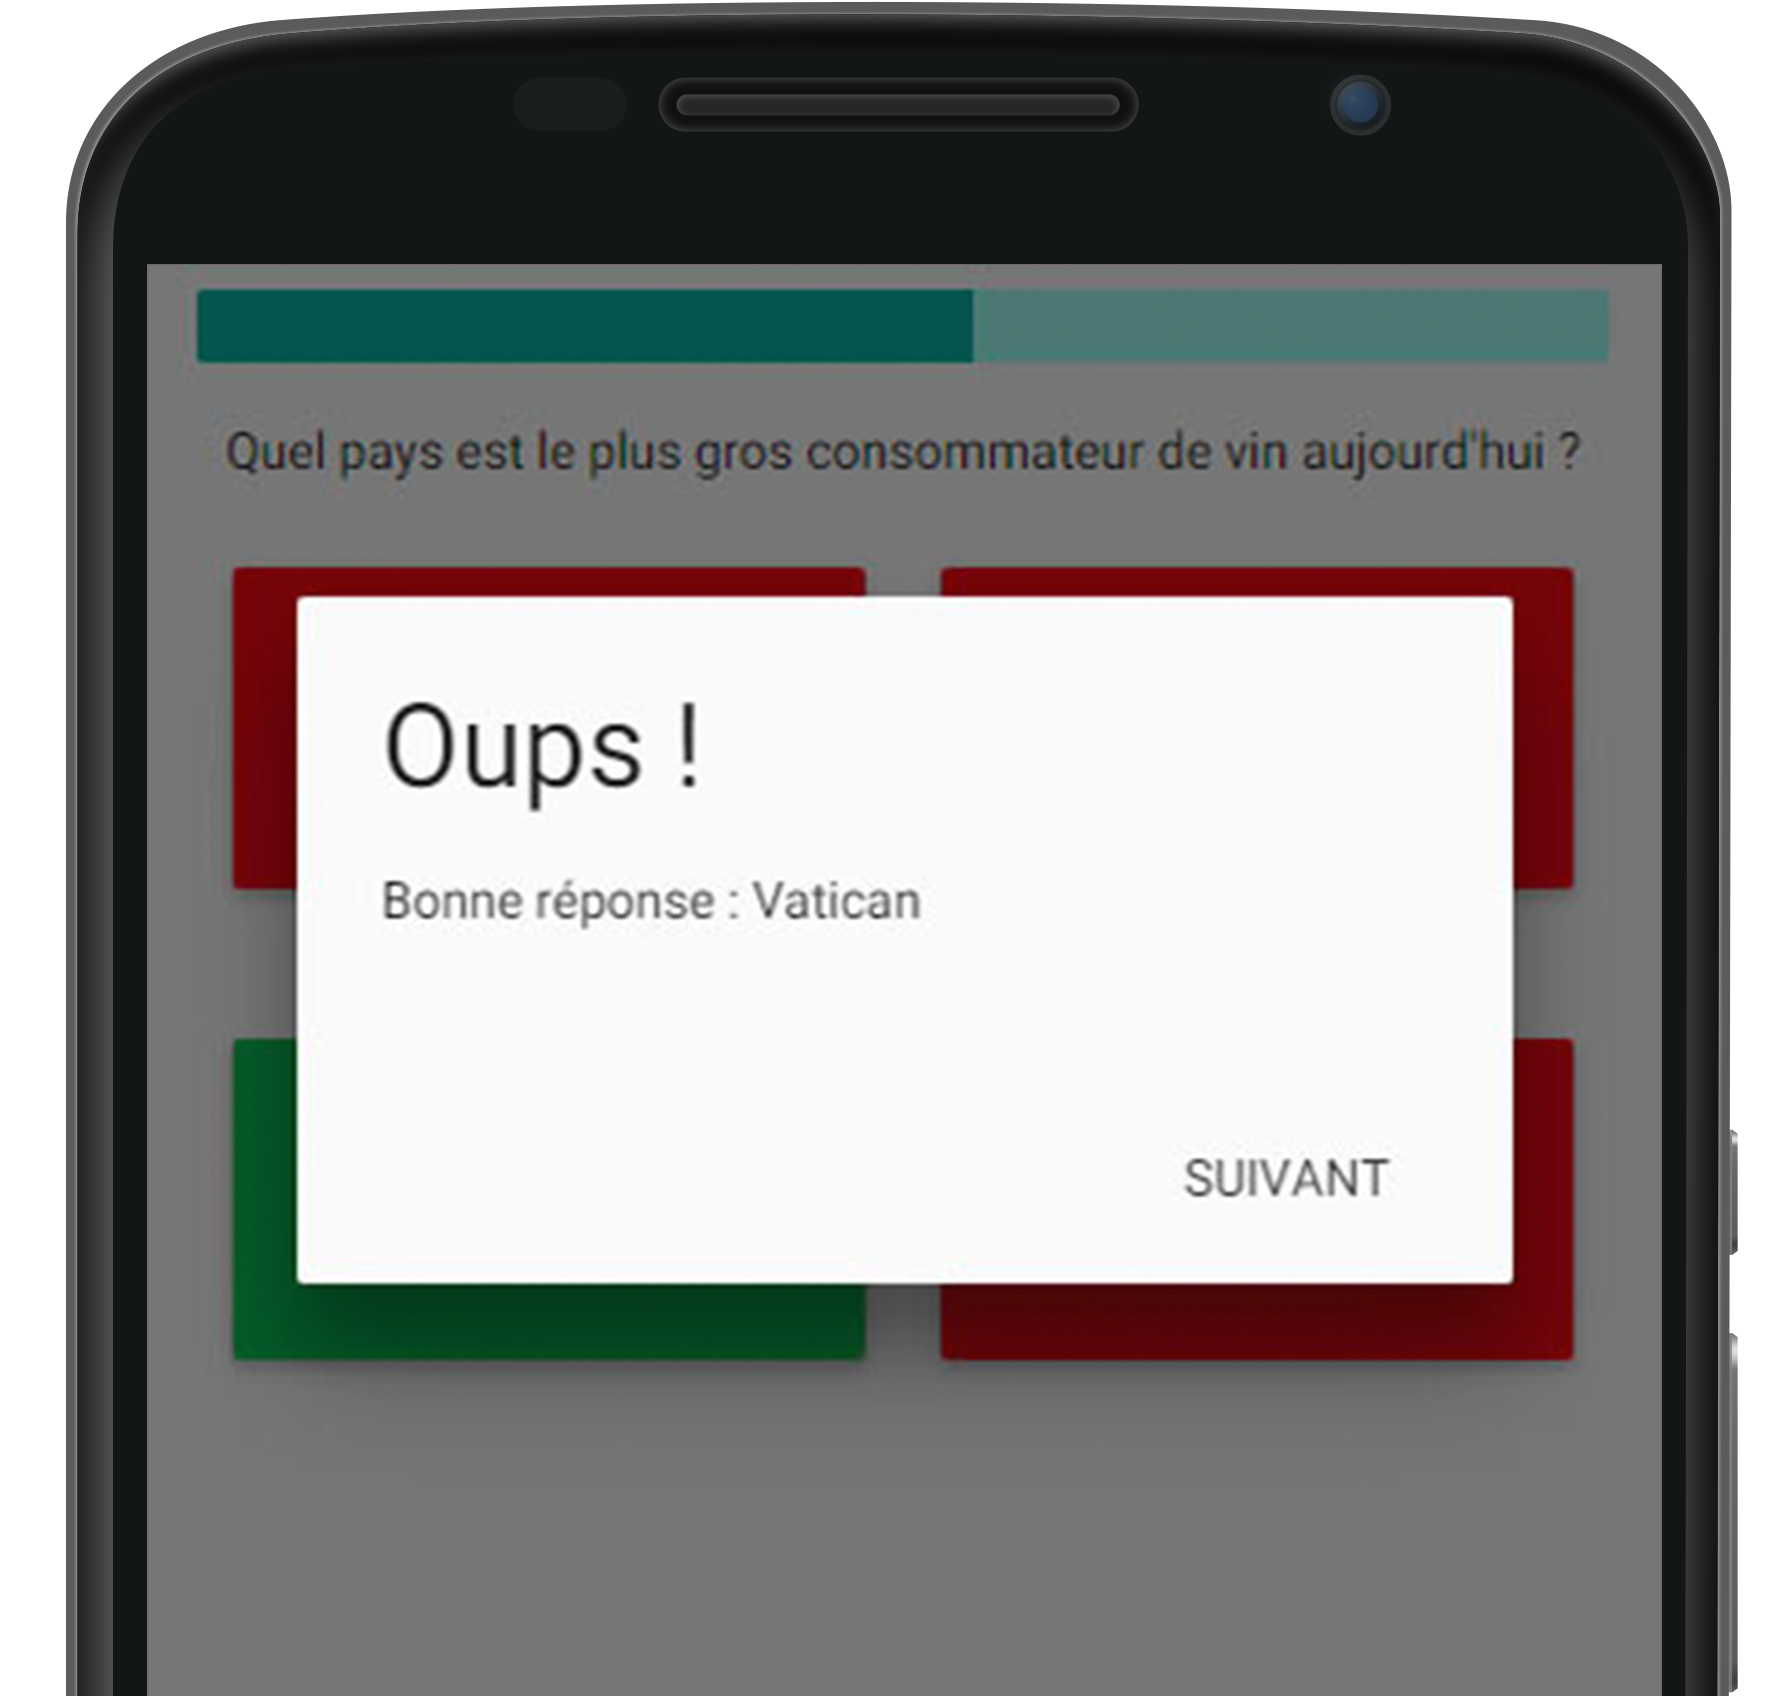 Quel pays est le plus gros consommateur de vin aujourd'hui ?
Oups !
Bonne réponse : Vatican
SUIVANT